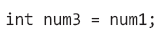 int num3 = num1;